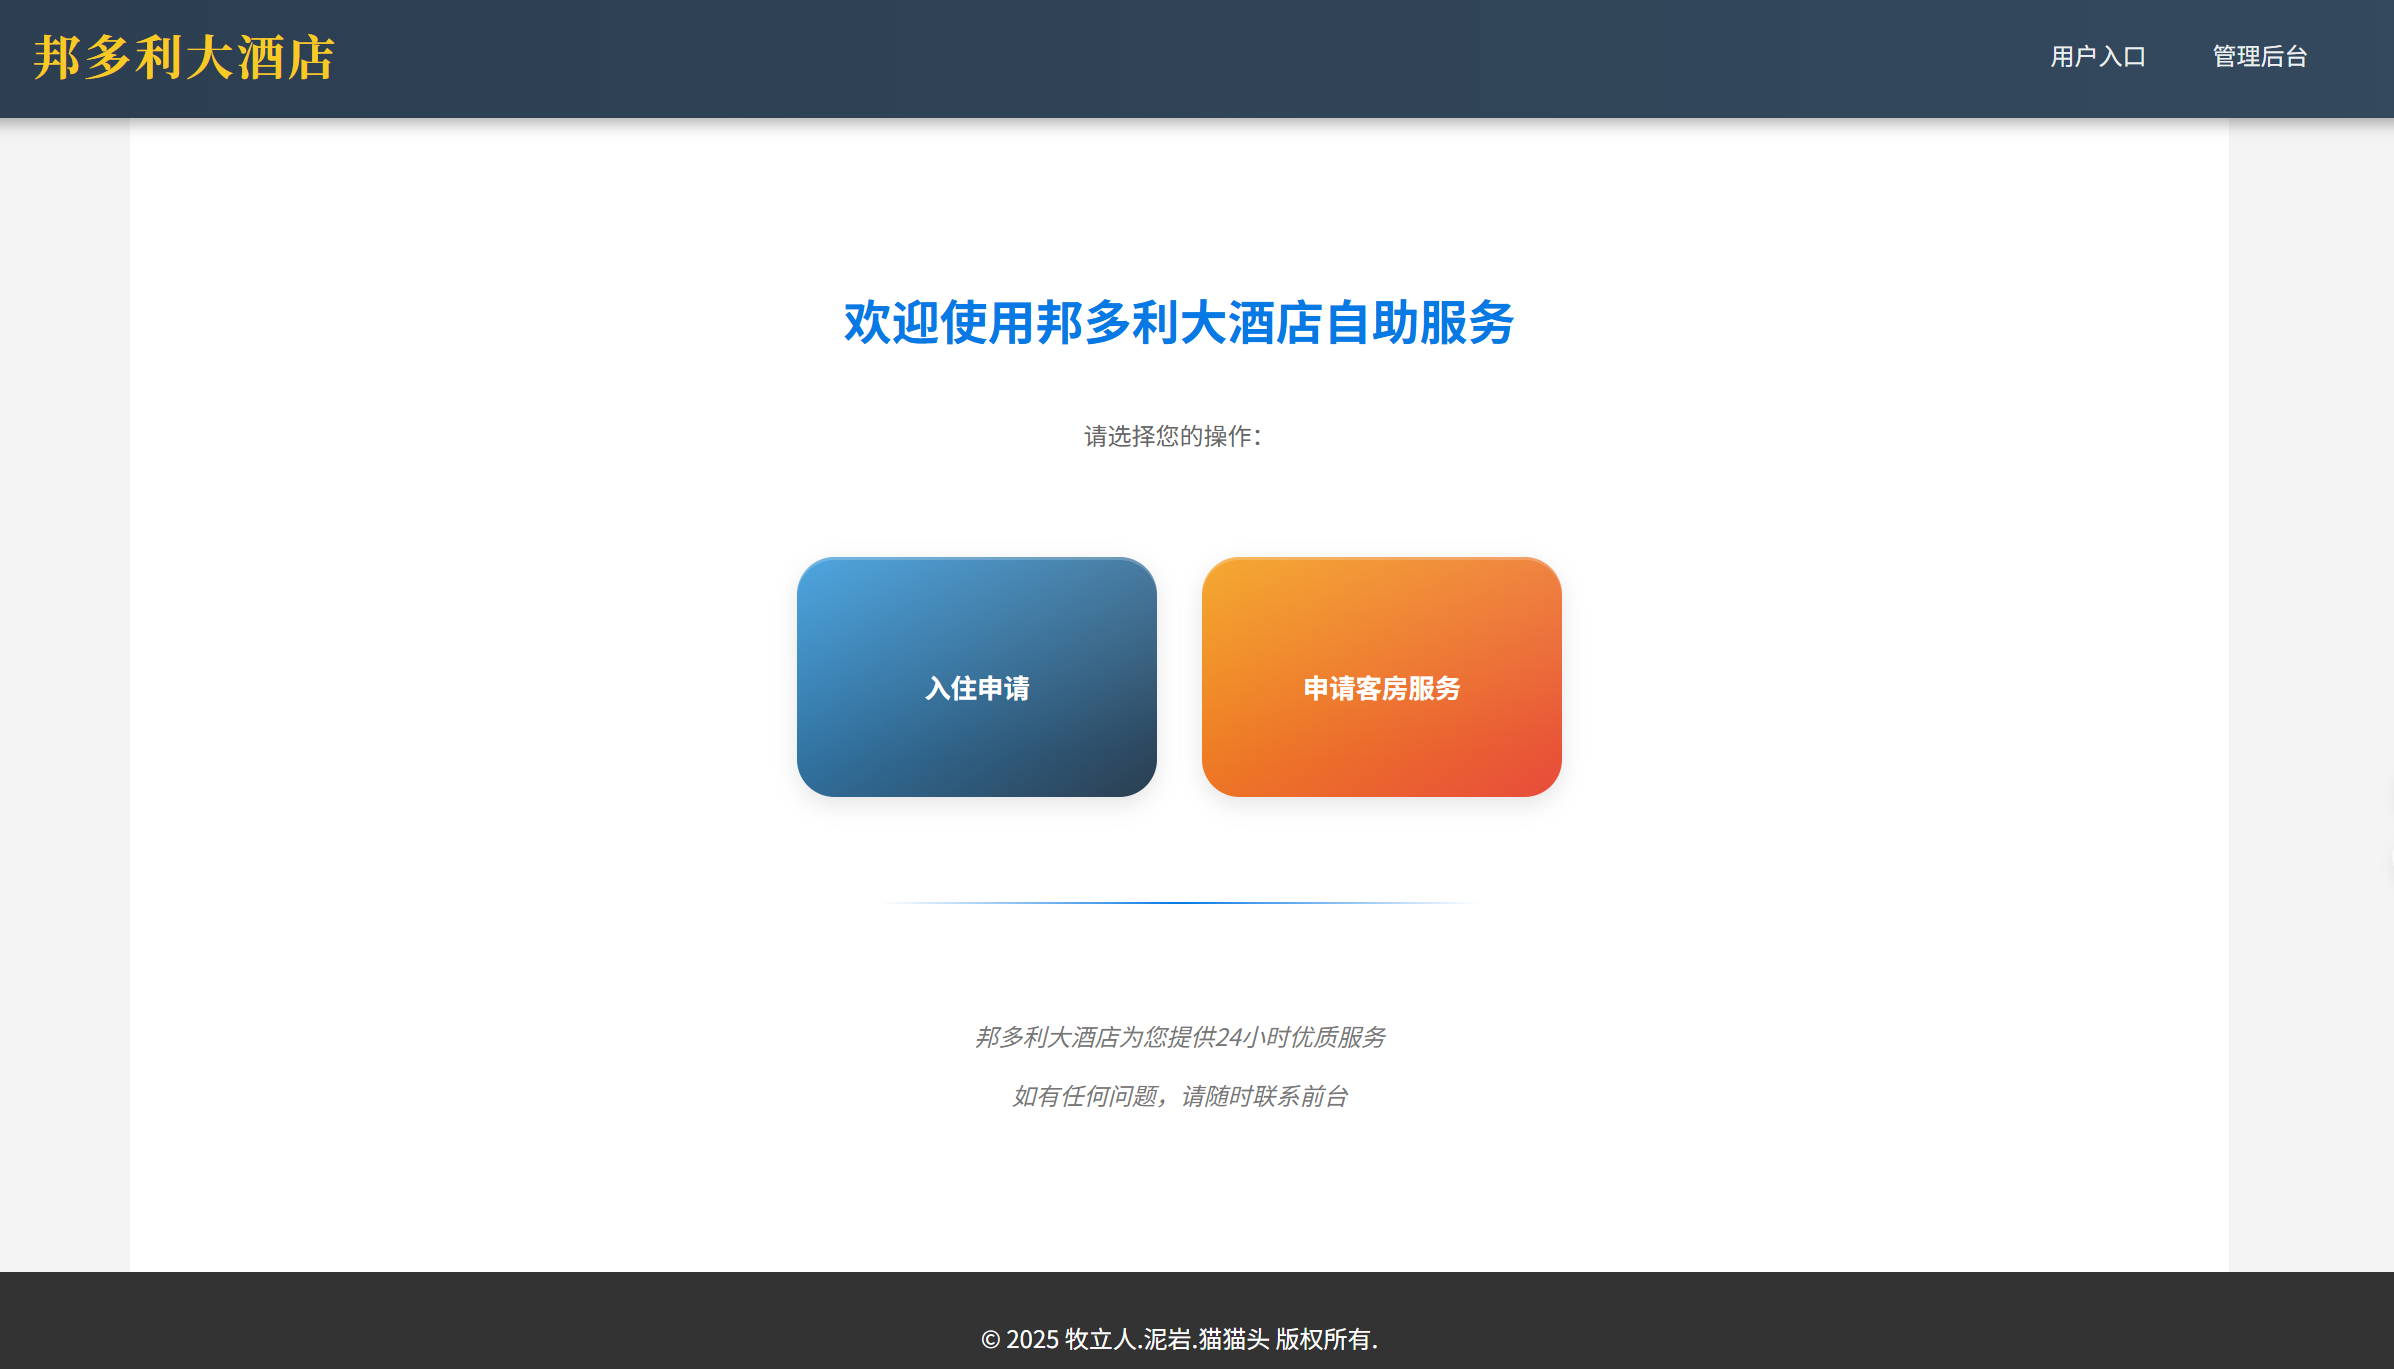 邦多利大酒店
用户入口
管理后台
欢迎使用邦多利大酒店自助服务
请选择您的操作：
入住申请
申请客房服务
邦多利大酒店为您提供24小时优质服务
如有任何问题，请随时联系前台
© 2025 牧立人.泥岩.猫猫头 版权所有.